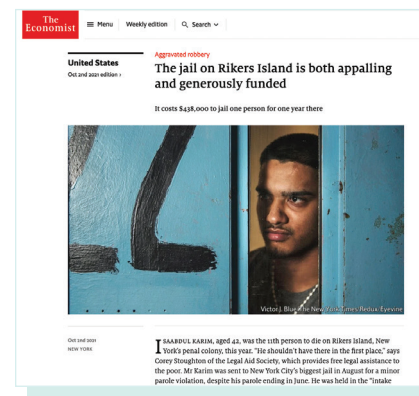 The
Economist
Menu Weekly edition Search
United States
Oct 2nd 2021 edition ›
Aggravated robbery
The jail on Rikers Island is both appalling
and generously funded
It costs $438,000 to jail one person for one year there
Victor J. Blue/The New York Times/Redux/Eyevine
Oct 2nd 2021
NEW YORK
ISAABDUL KARIM, aged 42, was the 11th person to die on Rikers Island, New
York's penal colony, this year. "He shouldn't have there in the first place," says
Corey Stoughton of the Legal Aid Society, which provides free legal assistance to
the poor. Mr Karim was sent to New York City's biggest jail in August for a minor
parole violation, despite his parole ending in June. He was held in the "intake